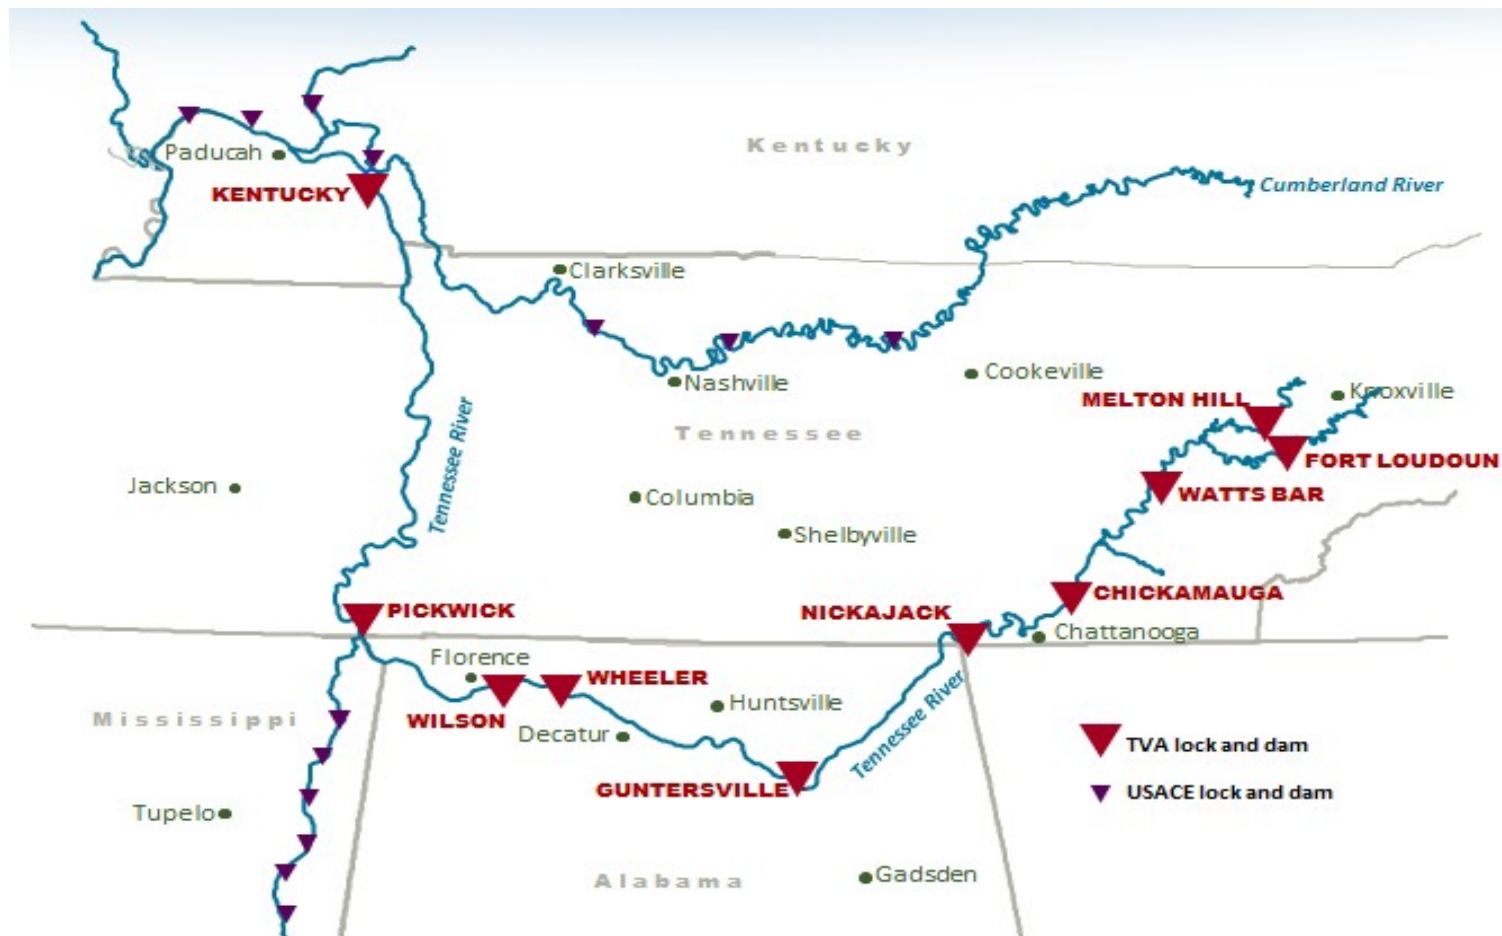 Kentucky
Paducah
KENTUCKY
Cumberland River
Clarksville
Nashville
Cookeville
MELTON HILL
Knoxville
Tennessee
FORT LOUDOUN
Tennessee River
Jackson
Columbia
WATTS BAR
Shelbyville
PICKWICK
NICKAJACK
CHICKAMAUGA
Chattanooga
Florence
WHEELER
Mississippi
WILSON
Huntsville
Decatur
Tennessee River
TVA lock and dam
GUNTERSVILLE
USACE lock and dam
Tupelo
Alabama
Gadsden